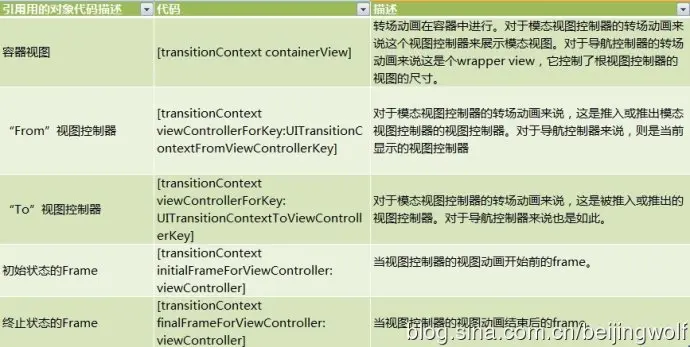 引用用的对象代码描述 代码 描述
容器视图
[transitionContext containerView]
转场动画在容器中进行。对于模态视图控制器的转场动画来
说这个视图控制器来展示模态视图。对于导航控制器的转场
动画来说这是个wrapper view，它控制了根视图控制器的
视图的尺寸。
“From”视图控制器
[transitionContext
viewControllerForKey:UITransitionC
ontextFromViewControllerKey]
对于模态视图控制器的转场动画来说，这是推入或推出模态
视图控制器的视图控制器。对于导航控制器来说，则是当前
显示的视图控制器
“To”视图控制器
[transitionContext
viewControllerForKey:
UITransitionContextToViewControll
erKey]
对于模态视图控制器的转场动画来说，这是被推入或推出的
视图控制器。对于导航控制器来说也是如此。
初始状态的Frame
[transitionContext
initialFrameForViewController:
viewController]
当视图控制器的视图动画开始前的frame。
终止状态的Frame
[transitionContext
finalFrameForViewController:
viewController]
当视图控制器的视图动画结束后的frame。
blog.sina.com.cn/beijingwolf